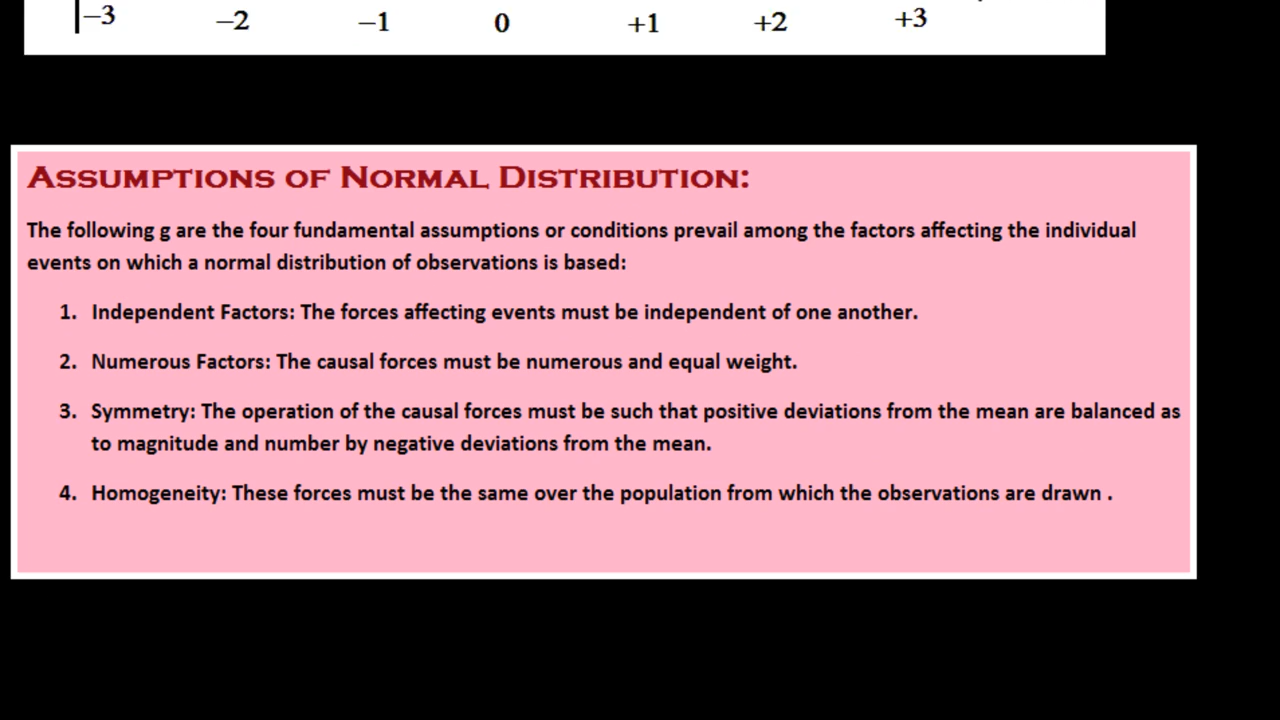 −3 −2 −1 0 +1 +2 +3
Assumptions of Normal Distribution:
The following g are the four fundamental assumptions or conditions prevail among the factors affecting the individual
events on which a normal distribution of observations is based:
1. Independent Factors: The forces affecting events must be independent of one another.
2. Numerous Factors: The causal forces must be numerous and equal weight.
3. Symmetry: The operation of the causal forces must be such that positive deviations from the mean are balanced as
to magnitude and number by negative deviations from the mean.
4. Homogeneity: These forces must be the same over the population from which the observations are drawn .